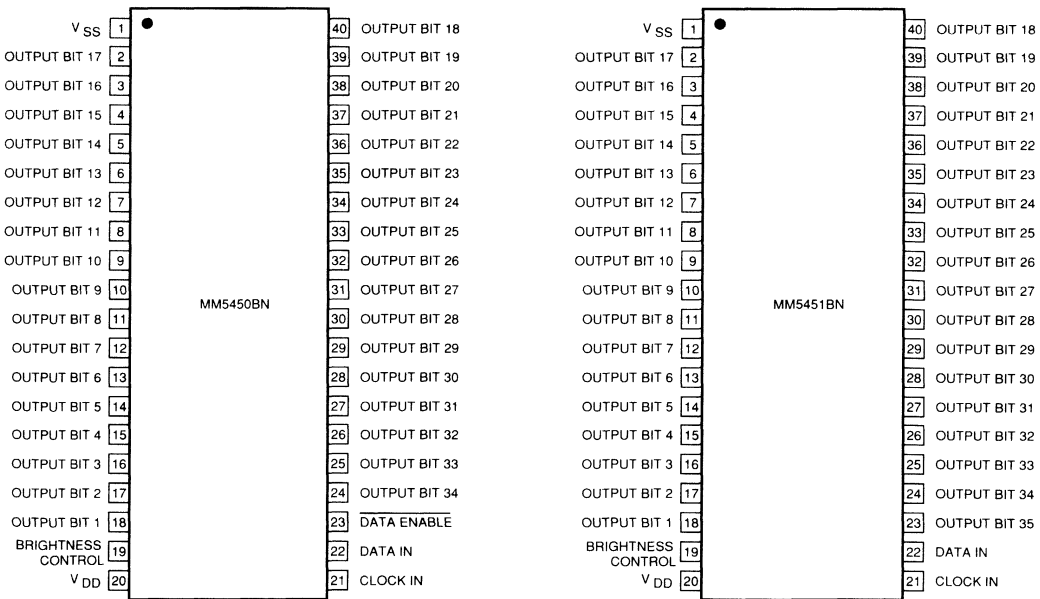 V SS 1 40 OUTPUT BIT 18
OUTPUT BIT 17 2 39 OUTPUT BIT 19
OUTPUT BIT 16 3 38 OUTPUT BIT 20
OUTPUT BIT 15 4 37 OUTPUT BIT 21
OUTPUT BIT 14 5 36 OUTPUT BIT 22
OUTPUT BIT 13 6 35 OUTPUT BIT 23
OUTPUT BIT 12 7 34 OUTPUT BIT 24
OUTPUT BIT 11 8 33 OUTPUT BIT 25
OUTPUT BIT 10 9 32 OUTPUT BIT 26
OUTPUT BIT 9 10 31 OUTPUT BIT 27
MM5450BN
OUTPUT BIT 8 11 30 OUTPUT BIT 28
OUTPUT BIT 7 12 29 OUTPUT BIT 29
OUTPUT BIT 6 13 28 OUTPUT BIT 30
OUTPUT BIT 5 14 27 OUTPUT BIT 31
OUTPUT BIT 4 15 26 OUTPUT BIT 32
OUTPUT BIT 3 16 25 OUTPUT BIT 33
OUTPUT BIT 2 17 24 OUTPUT BIT 34
OUTPUT BIT 1 18 23 DATA ENABLE
BRIGHTNESS
CONTROL 19 22 DATA IN
V DD 20 21 CLOCK IN
V SS 1 40 OUTPUT BIT 18
OUTPUT BIT 17 2 39 OUTPUT BIT 19
OUTPUT BIT 16 3 38 OUTPUT BIT 20
OUTPUT BIT 15 4 37 OUTPUT BIT 21
OUTPUT BIT 14 5 36 OUTPUT BIT 22
OUTPUT BIT 13 6 35 OUTPUT BIT 23
OUTPUT BIT 12 7 34 OUTPUT BIT 24
OUTPUT BIT 11 8 33 OUTPUT BIT 25
OUTPUT BIT 10 9 32 OUTPUT BIT 26
OUTPUT BIT 9 10 31 OUTPUT BIT 27
MM5451BN
OUTPUT BIT 8 11 30 OUTPUT BIT 28
OUTPUT BIT 7 12 29 OUTPUT BIT 29
OUTPUT BIT 6 13 28 OUTPUT BIT 30
OUTPUT BIT 5 14 27 OUTPUT BIT 31
OUTPUT BIT 4 15 26 OUTPUT BIT 32
OUTPUT BIT 3 16 25 OUTPUT BIT 33
OUTPUT BIT 2 17 24 OUTPUT BIT 34
OUTPUT BIT 1 18 23 OUTPUT BIT 35
BRIGHTNESS
CONTROL 19 22 DATA IN
V DD 20 21 CLOCK IN